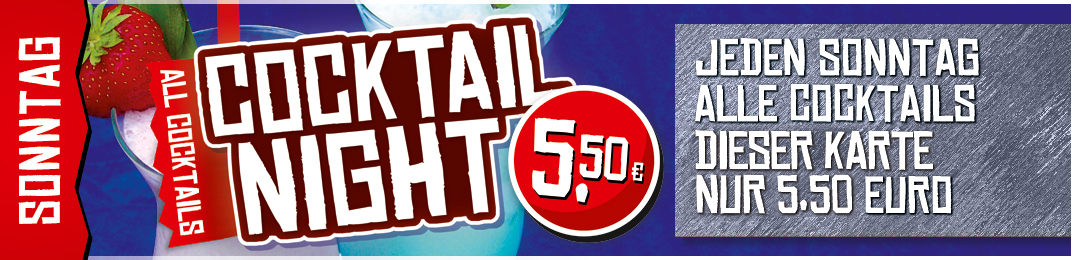 SONNTAG
ALL COCKTAILS
COCKTAIL
NIGHT
5.50 €
JEDEN SONNTAG
ALLE COCKTAILS
DIESER KARTE
NUR 5.50 EURO